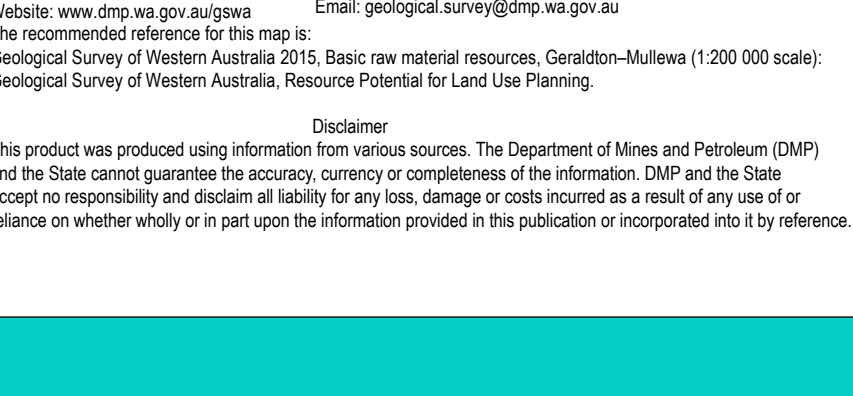 Website: www.dmp.wa.gov.au/gswa Email: geological.survey@dmp.wa.gov.au
he recommended reference for this map is:
Geological Survey of Western Australia 2015, Basic raw material resources, Geraldton–Mullewa (1:200 000 scale):
Geological Survey of Western Australia, Resource Potential for Land Use Planning.
Disclaimer
his product was produced using information from various sources. The Department of Mines and Petroleum (DMP)
nd the State cannot guarantee the accuracy, currency or completeness of the information. DMP and the State
ccept no responsibility and disclaim all liability for any loss, damage or costs incurred as a result of any use of or
eliance on whether wholly or in part upon the information provided in this publication or incorporated into it by reference.